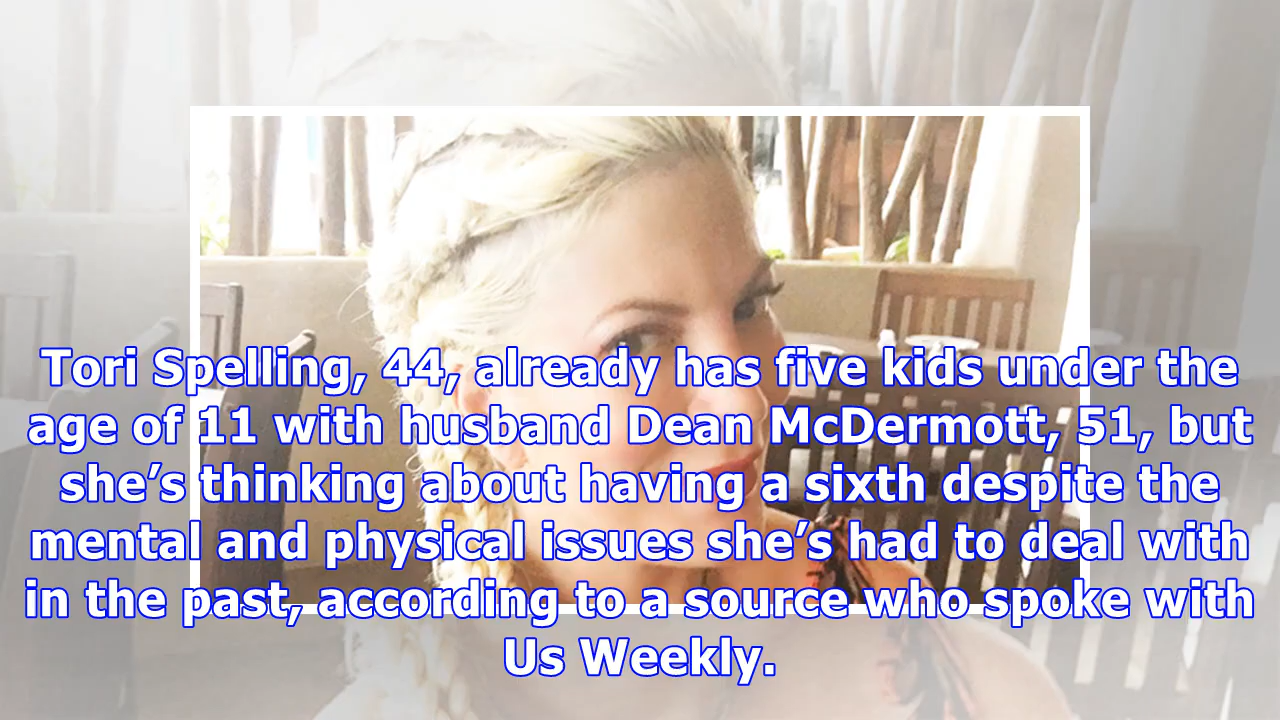 Tori Spelling, 44, already has five kids under the
age of 11 with husband Dean McDermott, 51, but
she’s thinking about having a sixth despite the
mental and physical issues she’s had to deal with
in the past, according to a source who spoke with
Us Weekly.